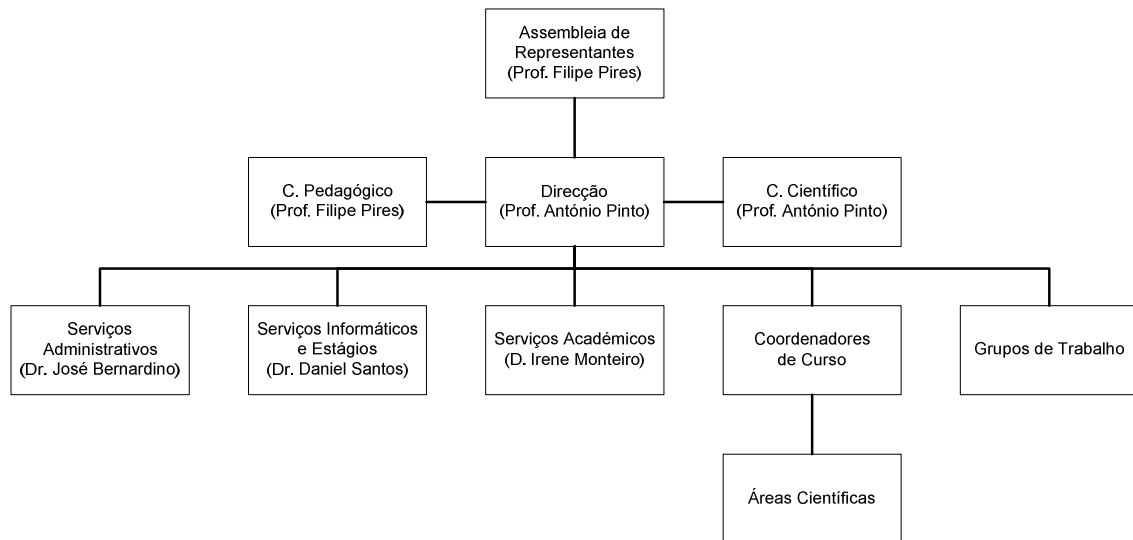 Assembleia de
Representantes
(Prof. Filipe Pires)
C. Pedagógico
(Prof. Filipe Pires)
Direcção
(Prof. António Pinto)
C. Científico
(Prof. António Pinto)
Serviços
Administrativos
(Dr. José Bernardino)
Serviços Informáticos
e Estágios
(Dr. Daniel Santos)
Serviços Académicos
(D. Irene Monteiro)
Coordenadores
de Curso
Grupos de Trabalho
Áreas Científicas